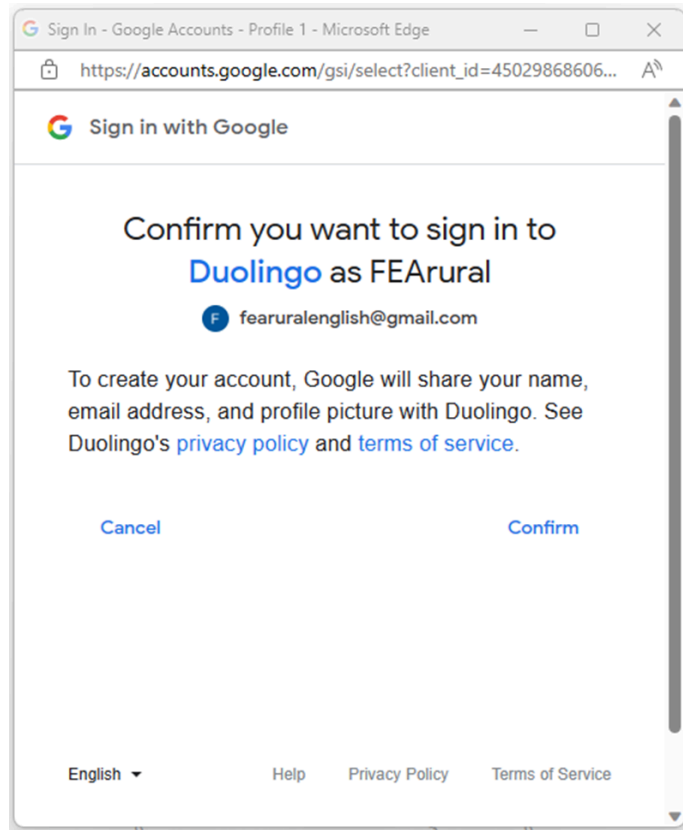 Sign In - Google Accounts - Profile 1 - Microsoft Edge
https://accounts.google.com/gsi/select?client_id=45029868606...
Sign in with Google
Confirm you want to sign in to
Duolingo as FEArural
F fearuralenglish@gmail.com
To create your account, Google will share your name,
email address, and profile picture with Duolingo. See
Duolingo's privacy policy and terms of service.
Cancel Confirm
English Help Privacy Policy Terms of Service